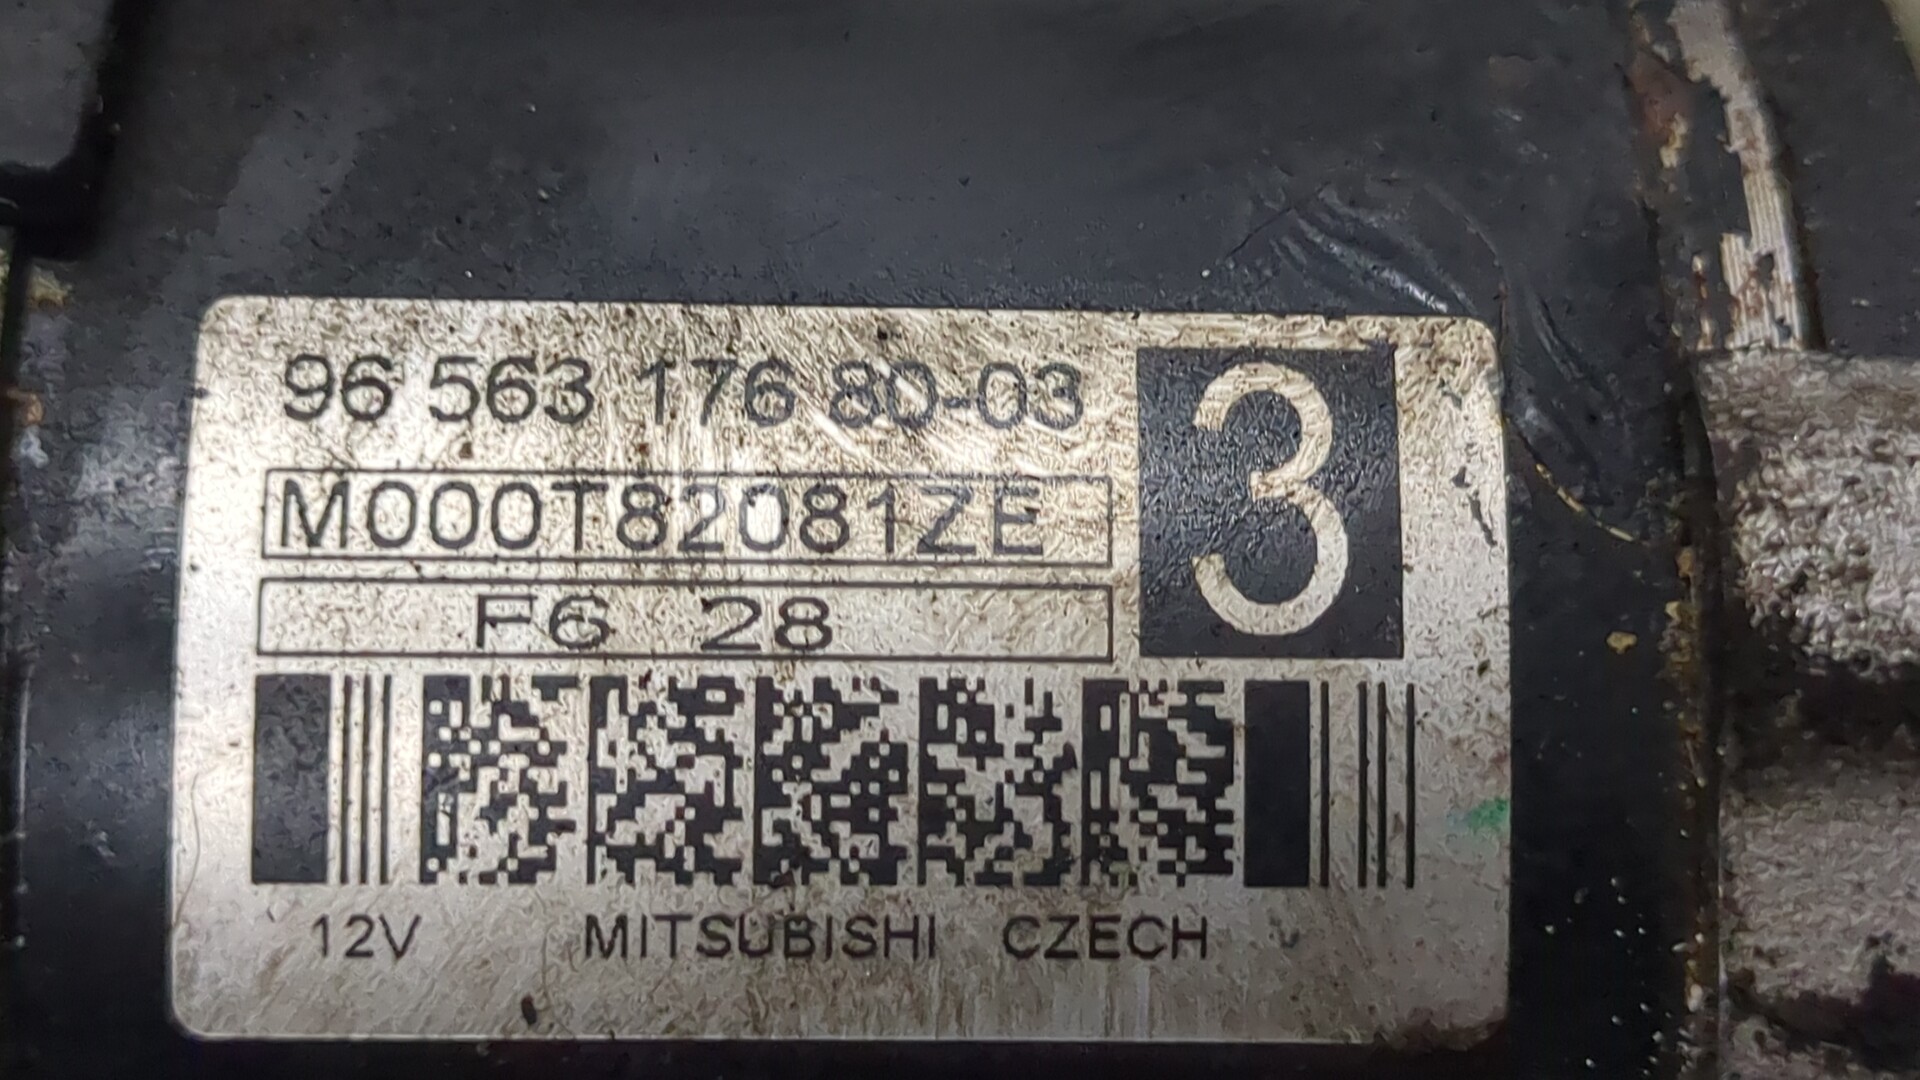 96 563 176 80-03
3
M000T82081ZE
F6 28
12V MITSUBISHI CZECH